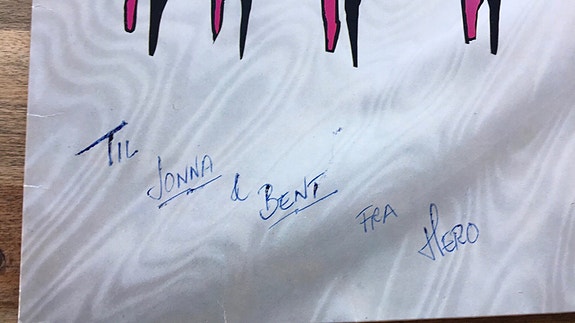 TIL JONNA & BENT FRA HERO